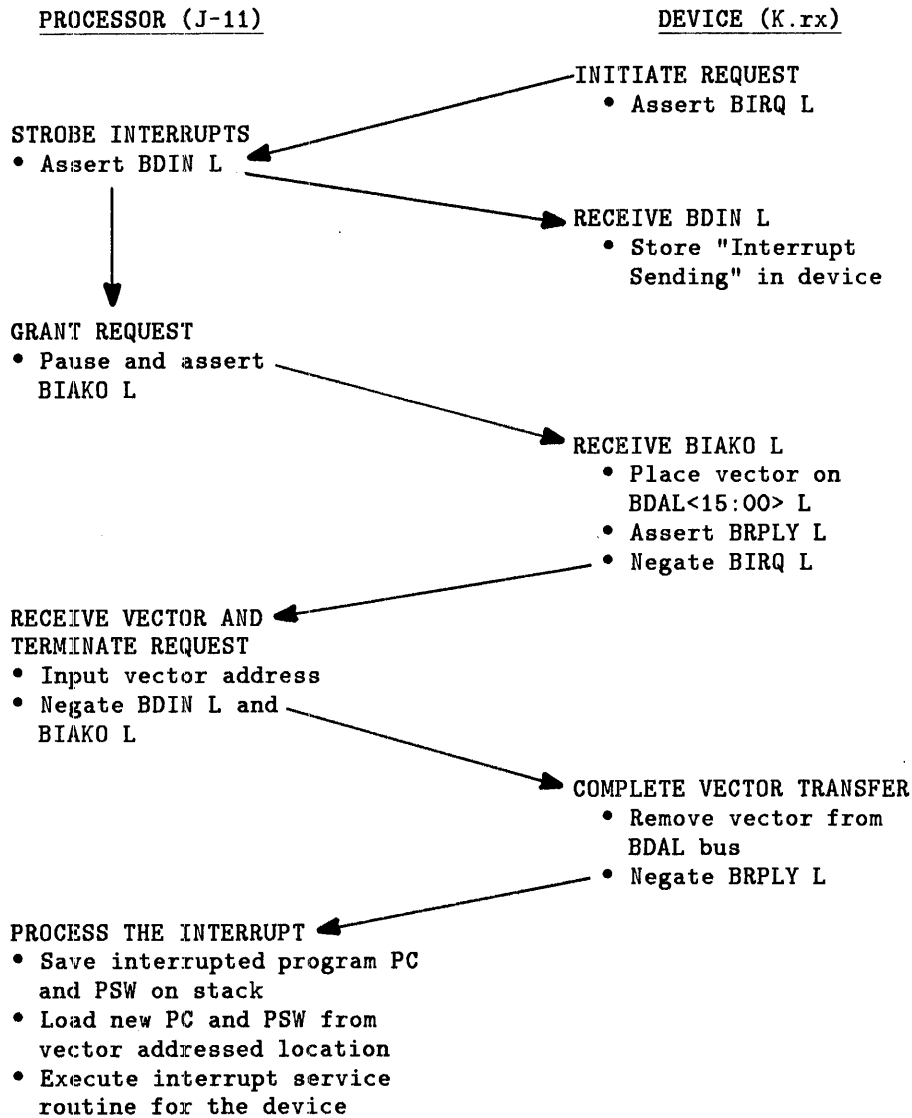 PROCESSOR (J-11)
DEVICE (K.rx)
INITIATE REQUEST
• Assert BIRQ L
STROBE INTERRUPTS
• Assert BDIN L
RECEIVE BDIN L
• Store "Interrupt
Sending" in device
GRANT REQUEST
• Pause and assert
BIAKO L
RECEIVE BIAKO L
• Place vector on
BDAL<15:00> L
• Assert BRPLY L
• Negate BIRQ L
RECEIVE VECTOR AND
TERMINATE REQUEST
• Input vector address
• Negate BDIN L and
BIAKO L
COMPLETE VECTOR TRANSFER
• Remove vector from
BDAL bus
• Negate BRPLY L
PROCESS THE INTERRUPT
• Save interrupted program PC
and PSW on stack
• Load new PC and PSW from
vector addressed location
• Execute interrupt service
routine for the device